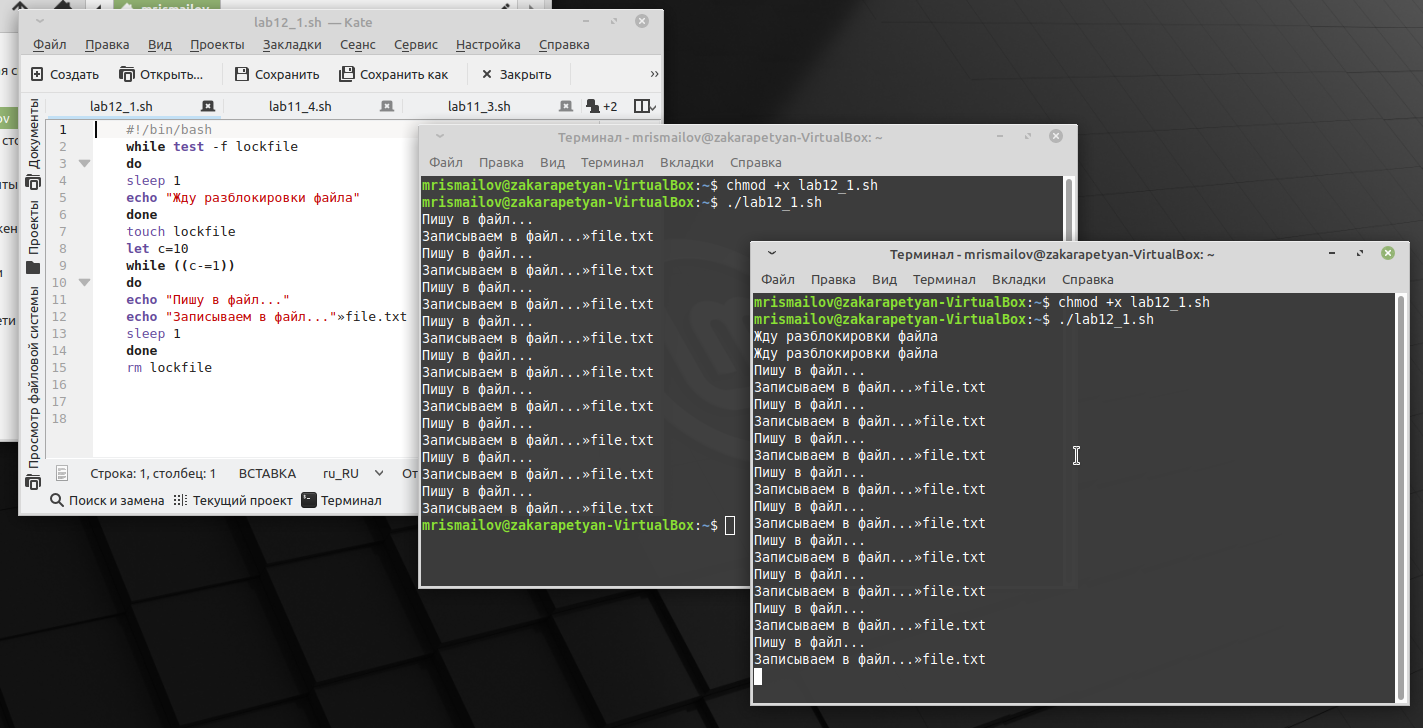 mrismailov
lab12_1.sh — Kate
Файл Правка Вид Проекты Закладки Сеанс Сервис Настройка Справка
Создать Открыть... Сохранить Сохранить как Закрыть »
lab12_1.sh lab11_4.sh lab11_3.sh +2
Документы
Проекты
Просмотр файловой системы
1 #!/bin/bash
2 while test -f lockfile
3 do
4 sleep 1
5 echo "Жду разблокировки файла"
6 done
7 touch lockfile
8 let c=10
9 while ((c-=1))
10 do
11 echo "Пишу в файл..."
12 echo "Записываем в файл..."»file.txt
13 sleep 1
14 done
15 rm lockfile
16
17
18
Строка: 1, столбец: 1 ВСТАВКА ru_RU От
Поиск и замена Текущий проект Терминал
Терминал - mrismailov@zakarapetyan-VirtualBox: ~
Файл Правка Вид Терминал Вкладки Справка
mrismailov@zakarapetyan-VirtualBox:~$ chmod +x lab12_1.sh
mrismailov@zakarapetyan-VirtualBox:~$ ./lab12_1.sh
Пишу в файл...
Записываем в файл...»file.txt
Пишу в файл...
Записываем в файл...»file.txt
Пишу в файл...
Записываем в файл...»file.txt
Пишу в файл...
Записываем в файл...»file.txt
Пишу в файл...
Записываем в файл...»file.txt
Пишу в файл...
Записываем в файл...»file.txt
Пишу в файл...
Записываем в файл...»file.txt
Пишу в файл...
Записываем в файл...»file.txt
Пишу в файл...
Записываем в файл...»file.txt
mrismailov@zakarapetyan-VirtualBox:~$
Терминал - mrismailov@zakarapetyan-VirtualBox: ~
Файл Правка Вид Терминал Вкладки Справка
mrismailov@zakarapetyan-VirtualBox:~$ chmod +x lab12_1.sh
mrismailov@zakarapetyan-VirtualBox:~$ ./lab12_1.sh
Жду разблокировки файла
Жду разблокировки файла
Пишу в файл...
Записываем в файл...»file.txt
Пишу в файл...
Записываем в файл...»file.txt
Пишу в файл...
Записываем в файл...»file.txt
Пишу в файл...
Записываем в файл...»file.txt
Пишу в файл...
Записываем в файл...»file.txt
Пишу в файл...
Записываем в файл...»file.txt
Пишу в файл...
Записываем в файл...»file.txt
Пишу в файл...
Записываем в файл...»file.txt
Пишу в файл...
Записываем в файл...»file.txt